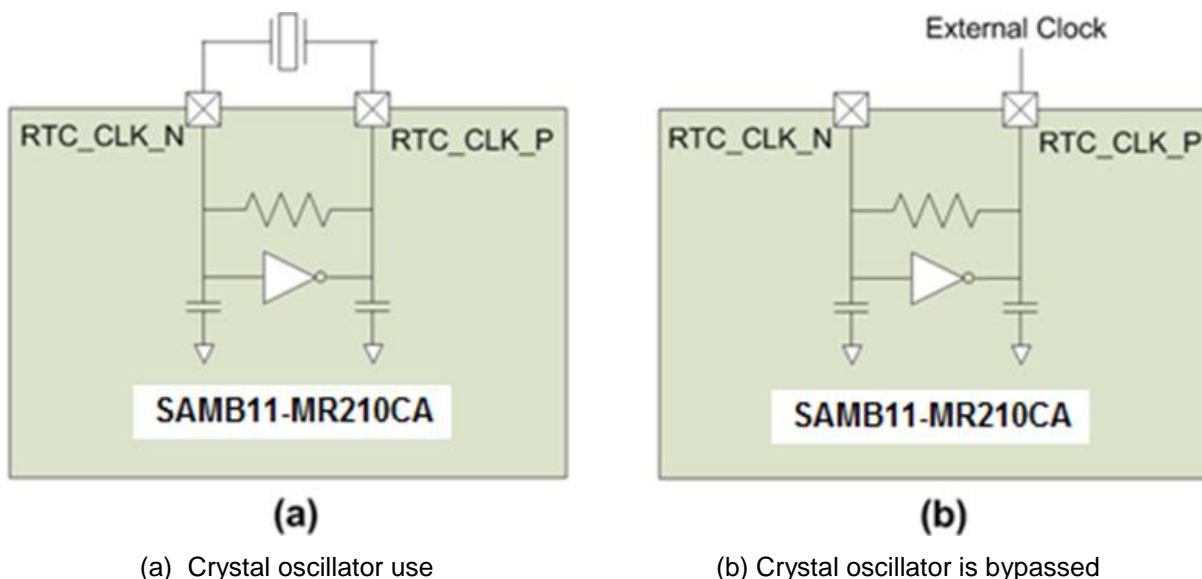 External Clock
RTC_CLK_N
RTC_CLK_P
RTC_CLK_N
RTC_CLK_P
SAMB11-MR210CA
SAMB11-MR210CA
(a)
(b)
(a) Crystal oscillator use
(b) Crystal oscillator is bypassed